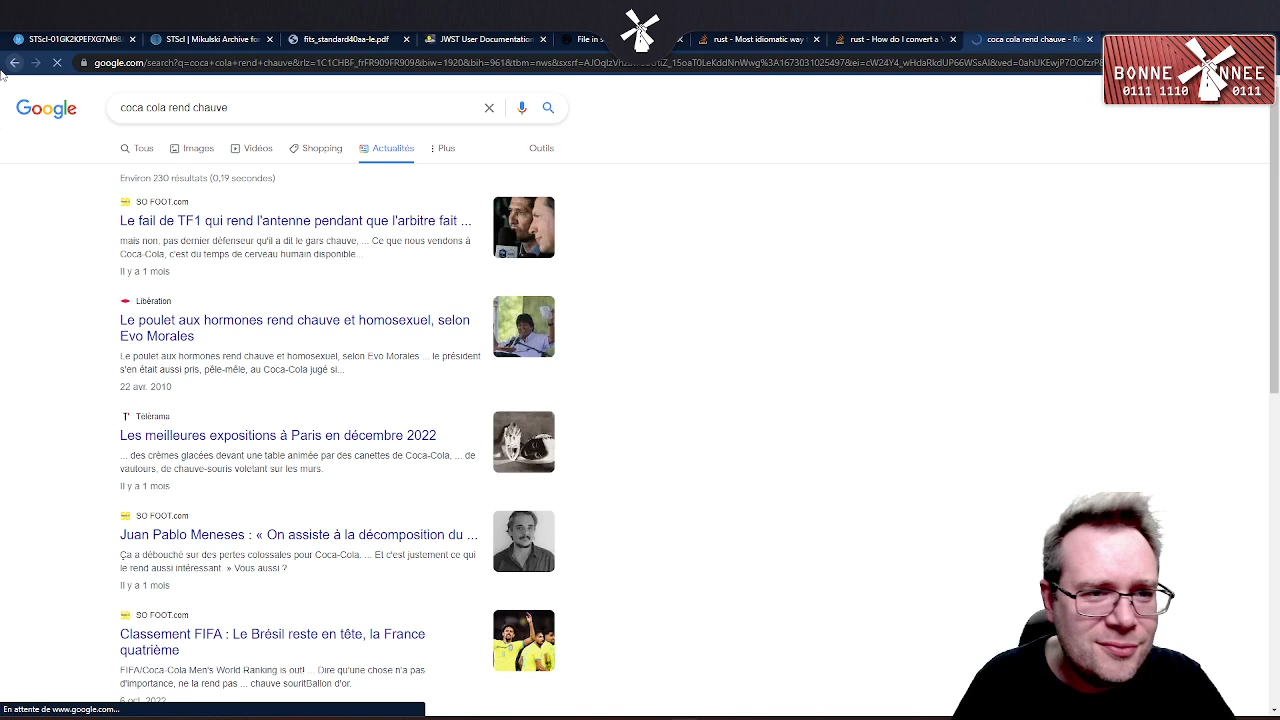 STScI-01GK2KPEFXG7M98
STScI | Mikulski Archive for
fits_standard40aa-le.pdf
JWST User Documentation
File in s
rust - Most idiomatic way
rust - How do I convert a V
coca cola rend chauve - Re
BONNE ANNEE
0111 1110 0111
coca cola rend chauve
Google
Tous
Images
Vidéos
Shopping
Actualités
Plus
Outils
Environ 230 résultats (0,19 secondes)
SO FOOT.com
Le fail de TF1 qui rend l'antenne pendant que l'arbitre fait ...
mais non, pas dernier défenseur qu'il a dit le gars chauve, ... Ce que nous vendons à
Coca-Cola, c'est du temps de cerveau humain disponible...
Il y a 1 mois
Libération
Le poulet aux hormones rend chauve et homosexuel, selon
Evo Morales
Le poulet aux hormones rend chauve et homosexuel, selon Evo Morales ... le président
s'en était aussi pris, pêle-mêle, au Coca-Cola jugé si...
22 avr. 2010
Télérama
Les meilleures expositions à Paris en décembre 2022
... des crèmes glacées devant une table animée par des canettes de Coca-Cola, ... de
vautours, de chauve-souris voletant sur les murs.
Il y a 1 mois
SO FOOT.com
Juan Pablo Meneses : « On assiste à la décomposition du ...
Ça a débouché sur des pertes colossales pour Coca-Cola. ... Et c'est justement ce qui
le rend aussi intéressant. » Vous aussi ?
Il y a 1 mois
SO FOOT.com
Classement FIFA : Le Brésil reste en tête, la France
quatrième
FIFA/Coca-Cola Men's World Ranking is out! ... Dire qu'une chose n'a pas
d'importance, ne la rend pas ... chauve souritBallon d'or.
6 oct. 2022
En attente de www.google.com...